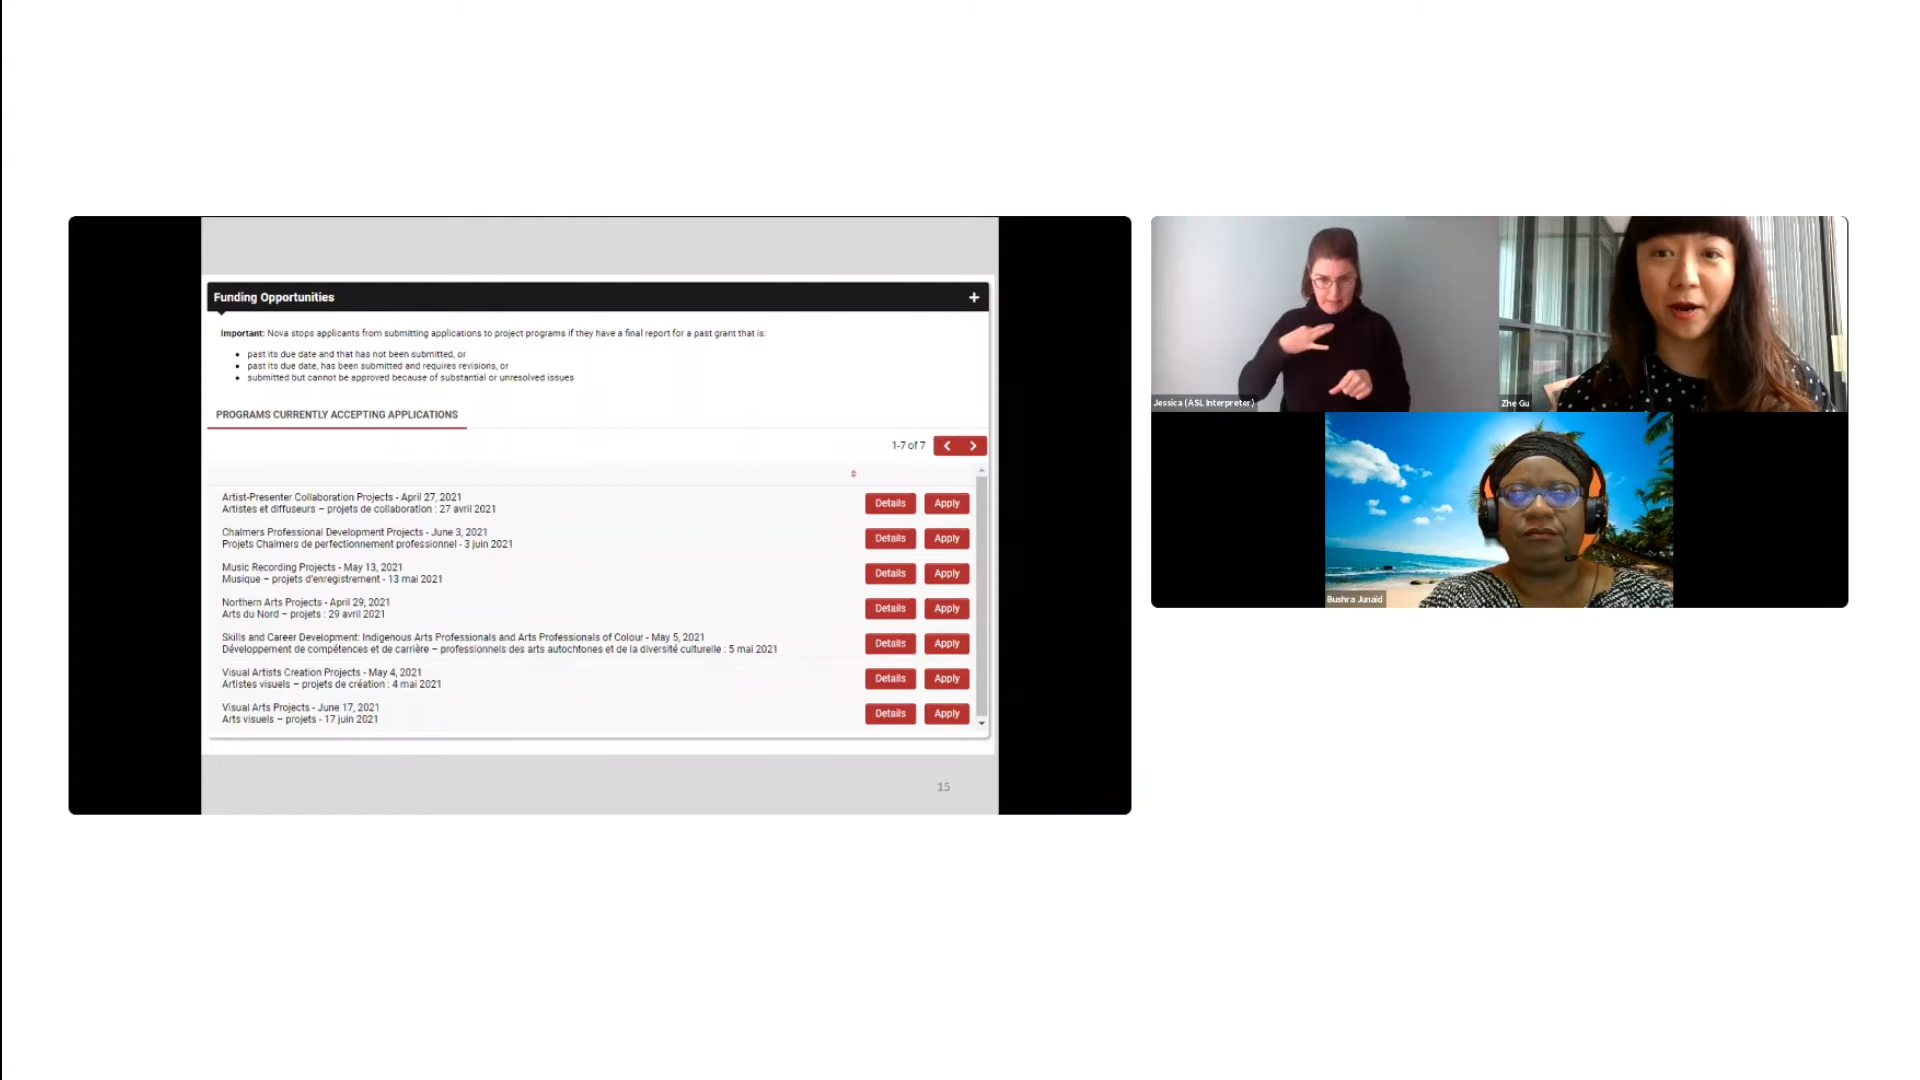 Funding Opportunities +
Important: Nova stops applicants from submitting applications to project programs if they have a final report for a past grant that is:
• past its due date and that has not been submitted, or
• past its due date, has been submitted and requires revisions, or
• submitted but cannot be approved because of substantial or unresolved issues
PROGRAMS CURRENTLY ACCEPTING APPLICATIONS
1-7 of 7
Artist-Presenter Collaboration Projects - April 27, 2021
Artistes et diffuseurs – projets de collaboration : 27 avril 2021
Details Apply
Chalmers Professional Development Projects - June 3, 2021
Projets Chalmers de perfectionnement professionnel - 3 juin 2021
Details Apply
Music Recording Projects - May 13, 2021
Musique – projets d'enregistrement - 13 mai 2021
Details Apply
Northern Arts Projects - April 29, 2021
Arts du Nord – projets : 29 avril 2021
Details Apply
Skills and Career Development: Indigenous Arts Professionals and Arts Professionals of Colour - May 5, 2021
Développement de compétences et de carrière – professionnels des arts autochtones et de la diversité culturelle : 5 mai 2021
Details Apply
Visual Artists Creation Projects - May 4, 2021
Artistes visuels – projets de création : 4 mai 2021
Details Apply
Visual Arts Projects - June 17, 2021
Arts visuels – projets - 17 juin 2021
Details Apply
15
Jessica (ASL Interpreter)
Zhe Gu
Bushra Junaid